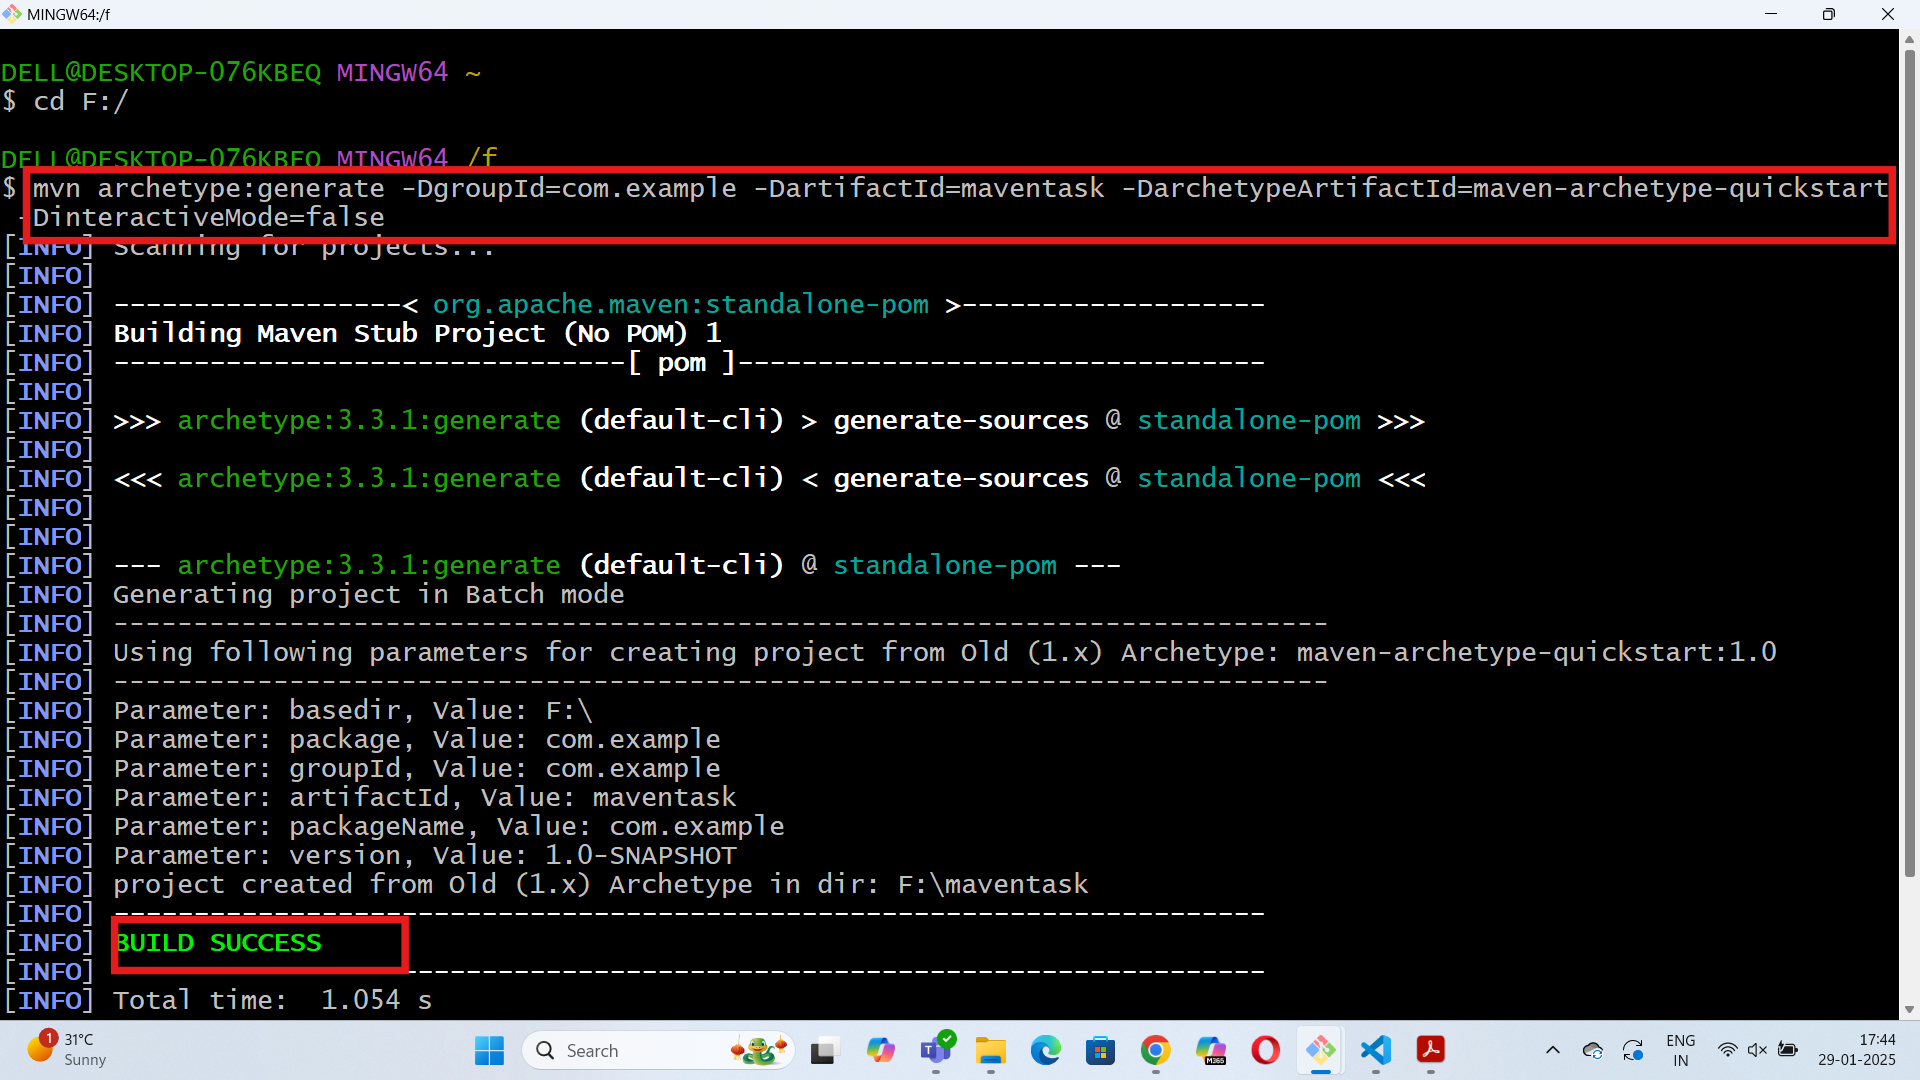 MINGW64:/f
DELL@DESKTOP-O76KBEQ MINGW64 ~
$ cd F:/
DELL@DESKTOP-O76KBEQ MINGW64 /f
$ mvn archetype:generate -DgroupId=com.example -DartifactId=maventask -DarchetypeArtifactId=maven-archetype-quickstart
-DinteractiveMode=false
[INFO] Scanning for projects...
[INFO]
[INFO] ------------------< org.apache.maven:standalone-pom >-------------------
[INFO] Building Maven Stub Project (No POM) 1
[INFO] --------------------------------[ pom ]---------------------------------
[INFO]
[INFO] >>> archetype:3.3.1:generate (default-cli) > generate-sources @ standalone-pom >>>
[INFO]
[INFO] <<< archetype:3.3.1:generate (default-cli) < generate-sources @ standalone-pom <<<
[INFO]
[INFO]
[INFO] --- archetype:3.3.1:generate (default-cli) @ standalone-pom ---
[INFO] Generating project in Batch mode
[INFO] ----------------------------------------------------------------------------
[INFO] Using following parameters for creating project from Old (1.x) Archetype: maven-archetype-quickstart:1.0
[INFO] ----------------------------------------------------------------------------
[INFO] Parameter: basedir, Value: F:\
[INFO] Parameter: package, Value: com.example
[INFO] Parameter: groupId, Value: com.example
[INFO] Parameter: artifactId, Value: maventask
[INFO] Parameter: packageName, Value: com.example
[INFO] Parameter: version, Value: 1.0-SNAPSHOT
[INFO] project created from Old (1.x) Archetype in dir: F:\maventask
[INFO] ------------------------------------------------------------------------
[INFO] BUILD SUCCESS
[INFO] ------------------------------------------------------------------------
[INFO] Total time:  1.054 s
1
31°C
Sunny
Search
T
M365
ENG
IN
17:44
29-01-2025